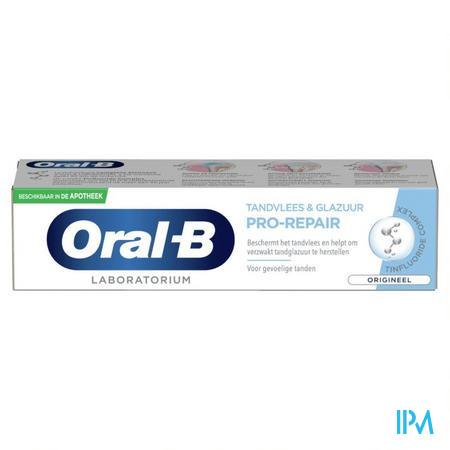 BESCHIKBAAR IN DE APOTHEEK
Oral-B
LABORATORIUM
TANDVLEES & GLAZUUR
PRO-REPAIR
Beschermt het tandvlees en helpt om
verzwakt tandglazuur te herstellen
Voor gevoelige tanden
TINFLUORIDE COMPLEX
ORIGINEEL
IPM